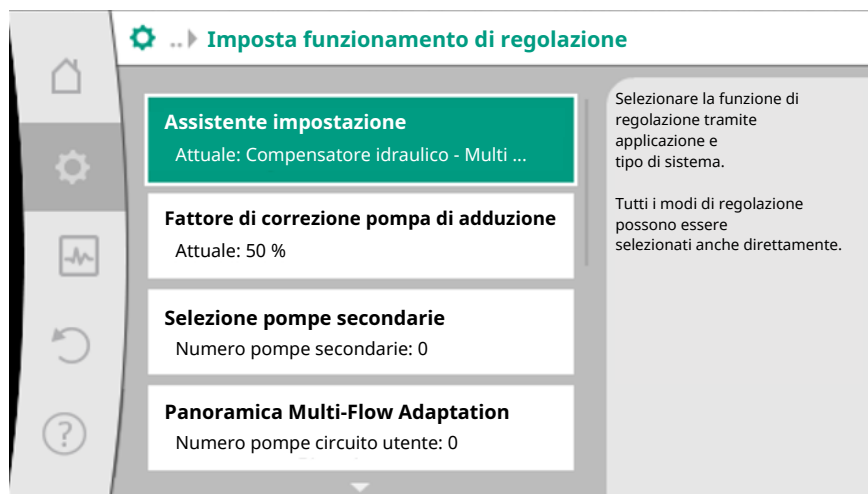 ..▸ Imposta funzionamento di regolazione
Assistente impostazione
Attuale: Compensatore idraulico - Multi ...
Fattore di correzione pompa di adduzione
Attuale: 50 %
Selezione pompe secondarie
Numero pompe secondarie: 0
Panoramica Multi-Flow Adaptation
Numero pompe circuito utente: 0
Selezionare la funzione di
regolazione tramite
applicazione e
tipo di sistema.
Tutti i modi di regolazione
possono essere
selezionati anche direttamente.
?